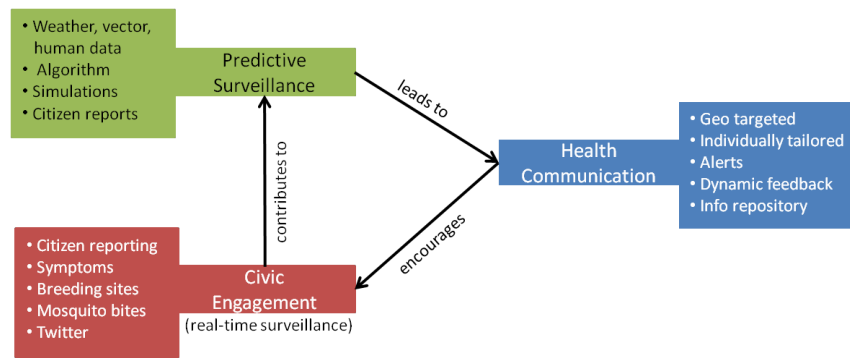 • Weather, vector,
human data
• Algorithm
• Simulations
• Citizen reports
Predictive
Surveillance
leads to
Health
Communication
• Geo targeted
• Individually tailored
• Alerts
• Dynamic feedback
• Info repository
contributes to
encourages
• Citizen reporting
• Symptoms
• Breeding sites
• Mosquito bites
• Twitter
Civic
Engagement
(real-time surveillance)